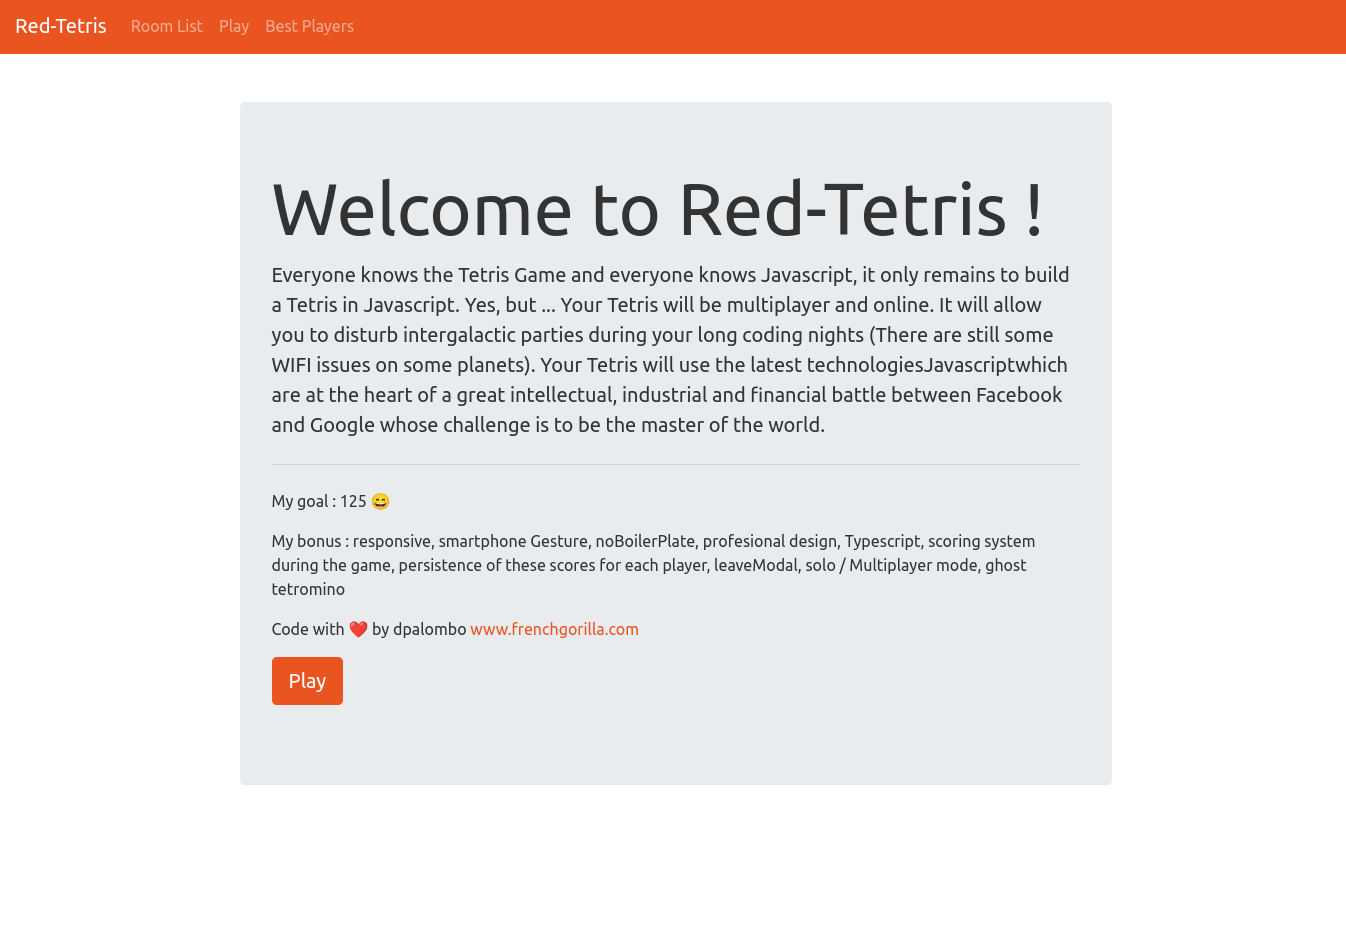 Red-Tetris Room List Play Best Players
Welcome to Red-Tetris !
Everyone knows the Tetris Game and everyone knows Javascript, it only remains to build
a Tetris in Javascript. Yes, but ... Your Tetris will be multiplayer and online. It will allow
you to disturb intergalactic parties during your long coding nights (There are still some
WIFI issues on some planets). Your Tetris will use the latest technologiesJavascriptwhich
are at the heart of a great intellectual, industrial and financial battle between Facebook
and Google whose challenge is to be the master of the world.
My goal : 125 😄
My bonus : responsive, smartphone Gesture, noBoilerPlate, profesional design, Typescript, scoring system
during the game, persistence of these scores for each player, leaveModal, solo / Multiplayer mode, ghost
tetromino
Code with ❤️ by dpalombo www.frenchgorilla.com
Play